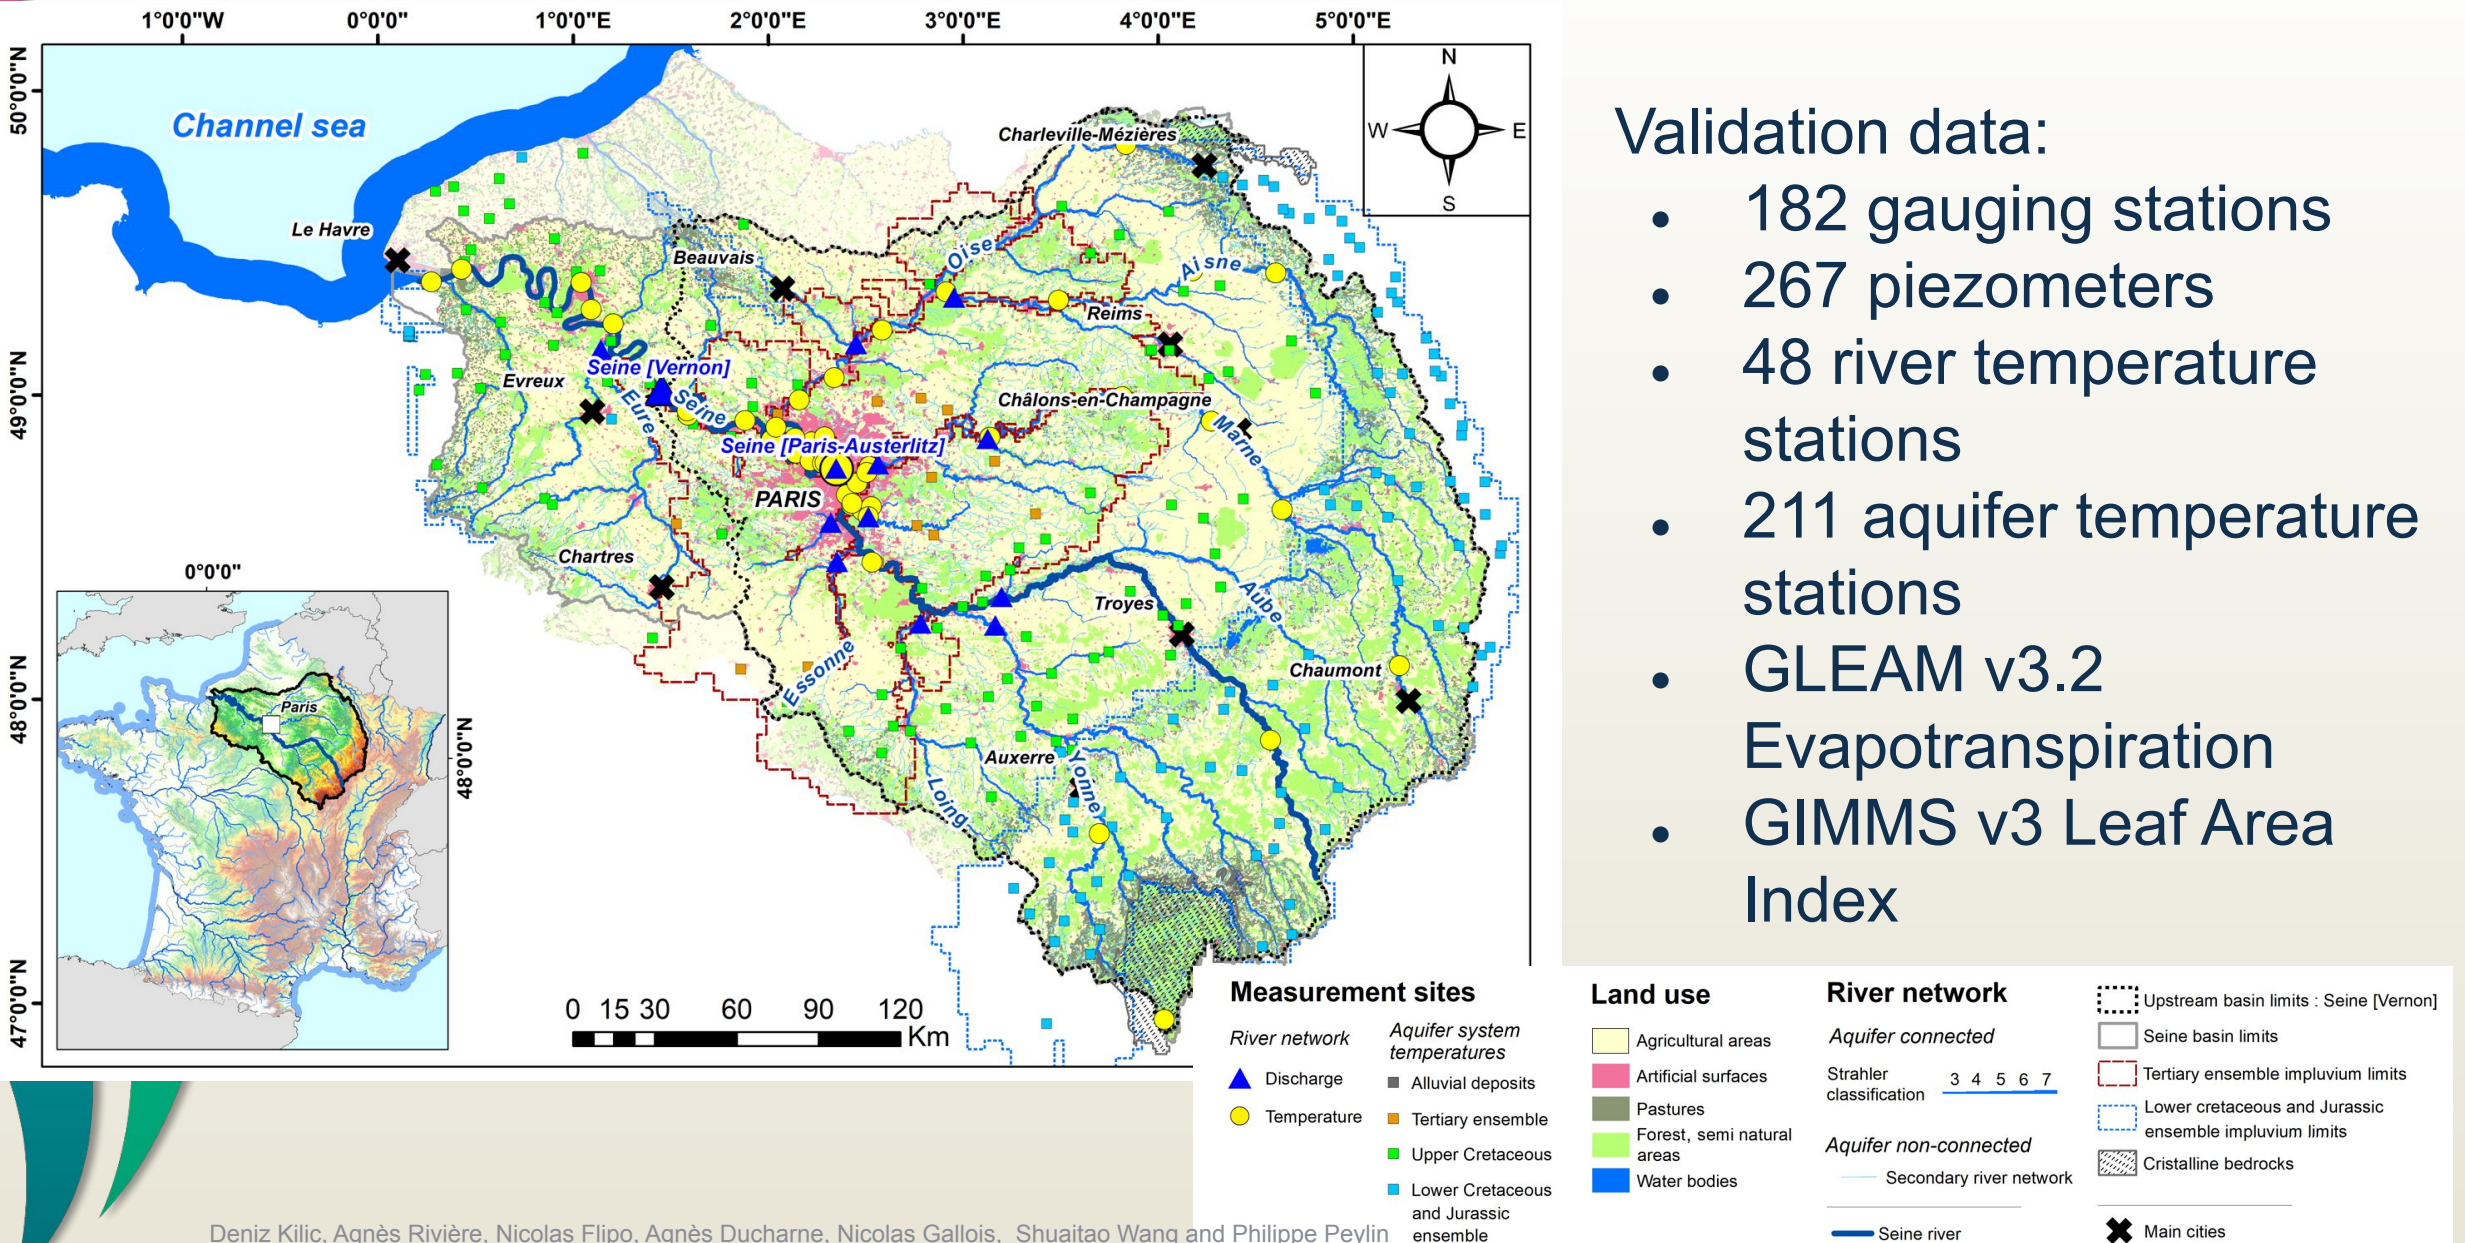 1°0'0"W
0°0'0"
1°0'0"E
2°0'0"E
3°0'0"E
4°0'0"E
5°0'0"E
50°0'0"N
49°0'0"N
48°0'0"N
47°0'0"N
N
W
E
S
Channel sea
Charleville-Mézières
Le Havre
Beauvais
Oise
Aisne
Reims
Seine [Vernon]
Evreux
Eure
Seine
Châlons-en-Champagne
Marne
Seine [Paris-Austerlitz]
PARIS
Chartres
Troyes
Aube
Essonne
Chaumont
Auxerre
Yonne
Loing
0°0'0"
Paris
48°0'0"N
0 15 30 60 90 120
Km
Validation data:
• 182 gauging stations
• 267 piezometers
• 48 river temperature
stations
• 211 aquifer temperature
stations
• GLEAM v3.2
Evapotranspiration
• GIMMS v3 Leaf Area
Index
Measurement sites
River network
Discharge
Temperature
Aquifer system
temperatures
Alluvial deposits
Tertiary ensemble
Upper Cretaceous
Lower Cretaceous
and Jurassic
ensemble
Land use
Agricultural areas
Artificial surfaces
Pastures
Forest, semi natural
areas
Water bodies
River network
Aquifer connected
Strahler
classification
3 4 5 6 7
Aquifer non-connected
Secondary river network
Seine river
Upstream basin limits : Seine [Vernon]
Seine basin limits
Tertiary ensemble impluvium limits
Lower cretaceous and Jurassic
ensemble impluvium limits
Cristalline bedrocks
Main cities
Deniz Kilic, Agnès Rivière, Nicolas Flipo, Agnès Ducharne, Nicolas Gallois, Shuaitao Wang and Philippe Peylin